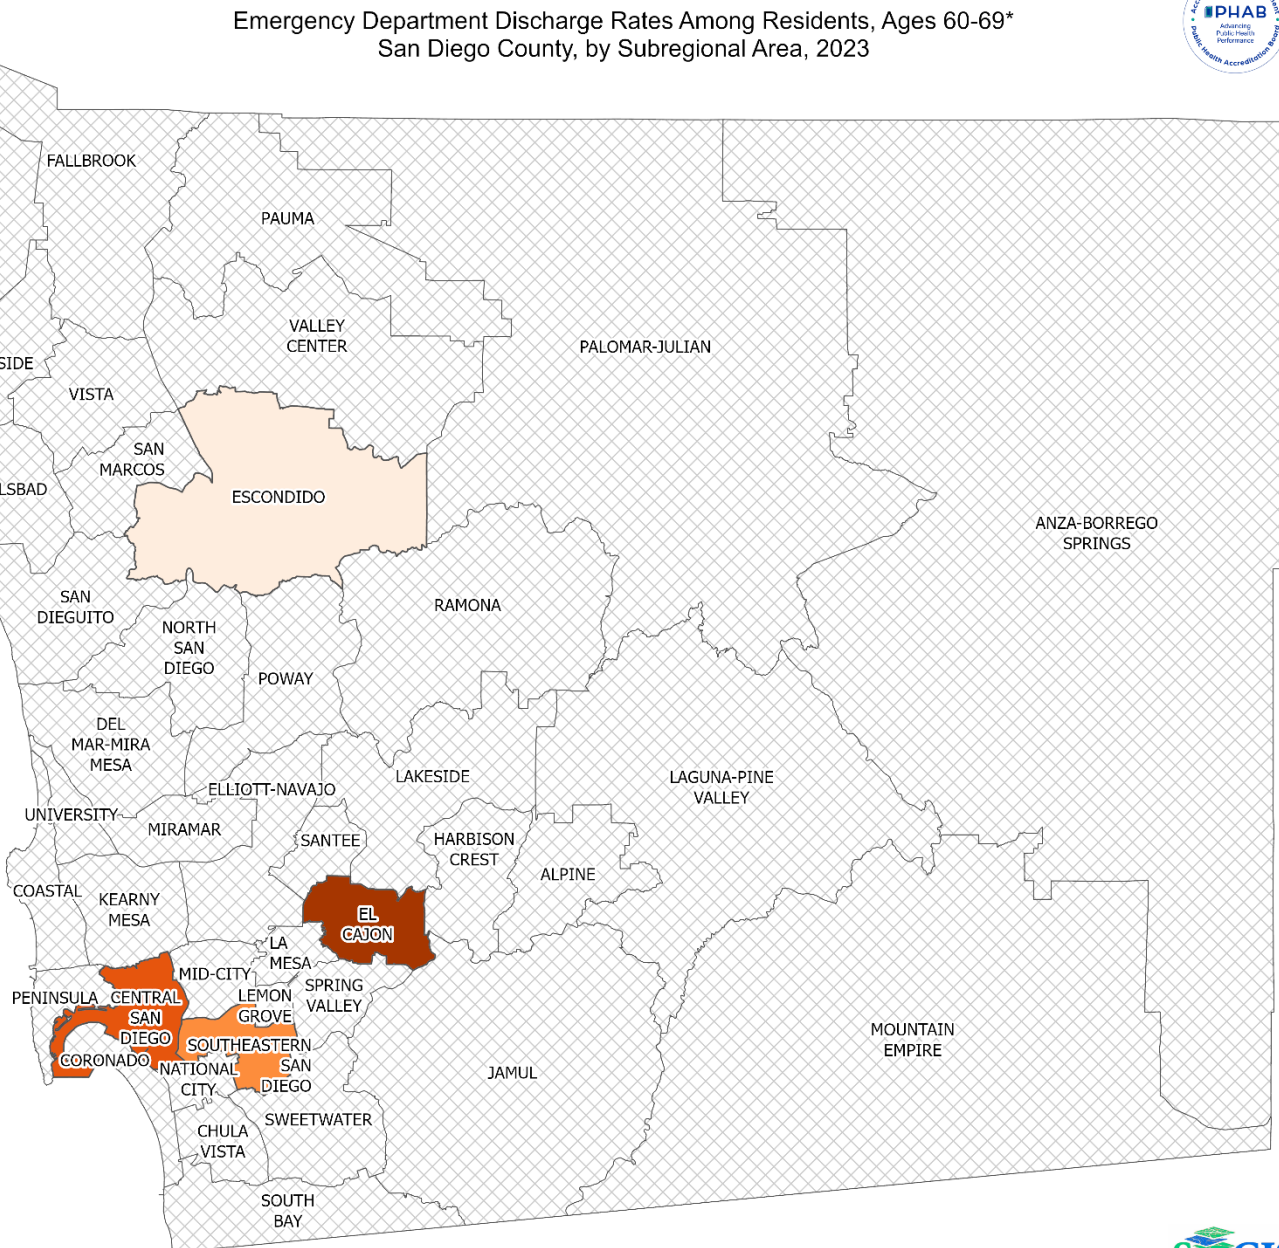 Emergency Department Discharge Rates Among Residents, Ages 60-69*
San Diego County, by Subregional Area, 2023
PHAB
Advancing
Public Health
Performance
FALLBROOK
PAUMA
VALLEY
CENTER
PALOMAR-JULIAN
SIDE
VISTA
SAN
MARCOS
LSBAD
ESCONDIDO
ANZA-BORREGO
SPRINGS
SAN
DIEGUITO
NORTH
SAN
DIEGO
RAMONA
POWAY
DEL
MAR-MIRA
MESA
ELLIOTT-NAVAJO
LAKESIDE
LAGUNA-PINE
VALLEY
UNIVERSITY
MIRAMAR
SANTEE
HARBISON
CREST
ALPINE
COASTAL
KEARNY
MESA
EL
CAJON
LA
MESA
MID-CITY
SPRING
VALLEY
PENINSULA
CENTRAL
SAN
DIEGO
LEMON
GROVE
CORONADO
SOUTHEASTERN
SAN
DIEGO
NATIONAL
CITY
MOUNTAIN
EMPIRE
JAMUL
SWEETWATER
CHULA
VISTA
SOUTH
BAY